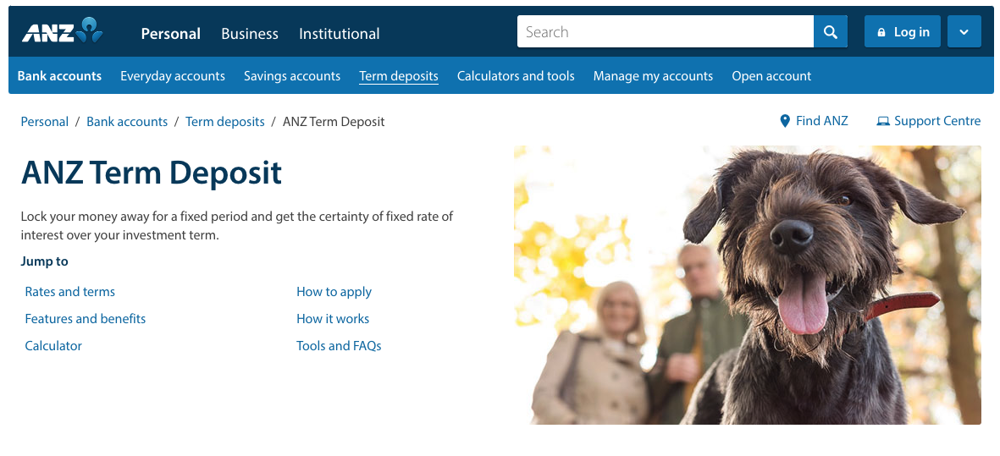 ANZ
Personal Business Institutional
Search
Log in
Bank accounts Everyday accounts Savings accounts Term deposits Calculators and tools Manage my accounts Open account
Personal / Bank accounts / Term deposits / ANZ Term Deposit
Find ANZ Support Centre
ANZ Term Deposit
Lock your money away for a fixed period and get the certainty of fixed rate of
interest over your investment term.
Jump to
Rates and terms
How to apply
Features and benefits
How it works
Calculator
Tools and FAQs